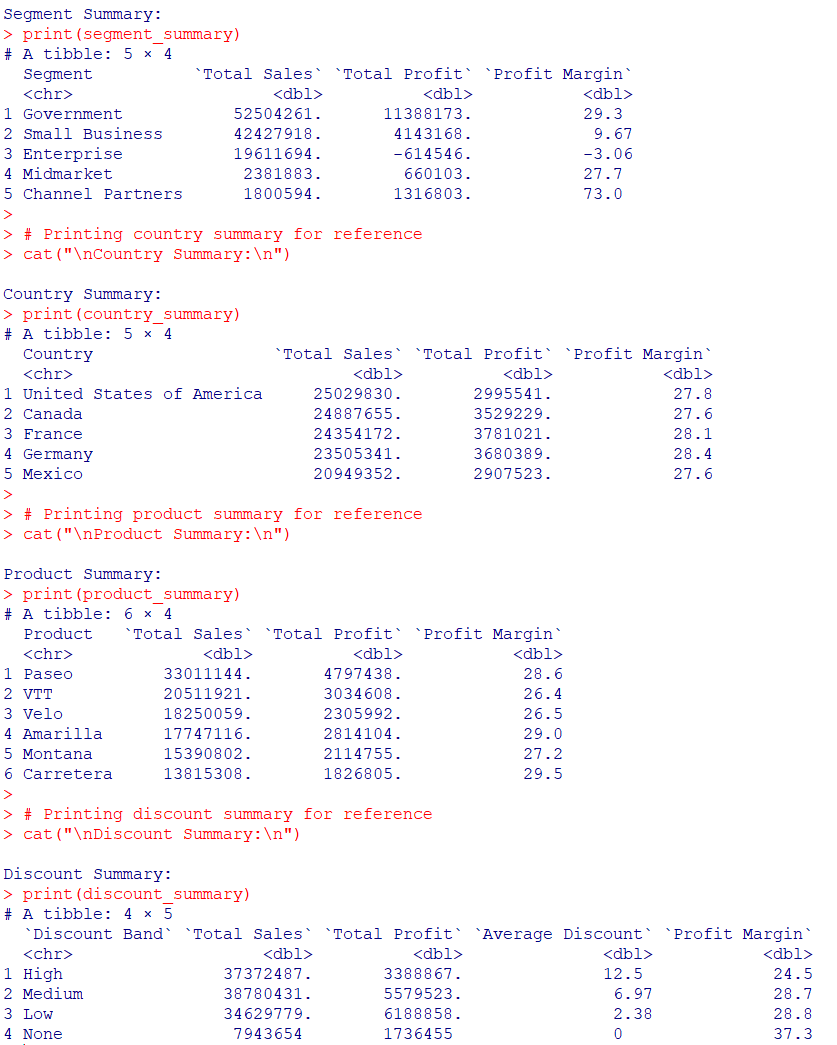 Segment Summary:
> print(segment_summary)
# A tibble: 5 × 4
  Segment          `Total Sales` `Total Profit` `Profit Margin`
  <chr>                    <dbl>          <dbl>           <dbl>
1 Government           52504261.      11388173.           29.3
2 Small Business       42427918.       4143168.            9.67
3 Enterprise           19611694.       -614546.           -3.06
4 Midmarket             2381883.        660103.           27.7
5 Channel Partners      1800594.       1316803.           73.0
>
> # Printing country summary for reference
> cat("\nCountry Summary:\n")

Country Summary:
> print(country_summary)
# A tibble: 5 × 4
  Country                  `Total Sales` `Total Profit` `Profit Margin`
  <chr>                            <dbl>          <dbl>           <dbl>
1 United States of America     25029830.       2995541.            27.8
2 Canada                       24887655.       3529229.            27.6
3 France                       24354172.       3781021.            28.1
4 Germany                      23505341.       3680389.            28.4
5 Mexico                       20949352.       2907523.            27.6
>
> # Printing product summary for reference
> cat("\nProduct Summary:\n")

Product Summary:
> print(product_summary)
# A tibble: 6 × 4
  Product   `Total Sales` `Total Profit` `Profit Margin`
  <chr>             <dbl>          <dbl>           <dbl>
1 Paseo         33011144.       4797438.            28.6
2 VTT           20511921.       3034608.            26.4
3 Velo          18250059.       2305992.            26.5
4 Amarilla      17747116.       2814104.            29.0
5 Montana       15390802.       2114755.            27.2
6 Carretera     13815308.       1826805.            29.5
>
> # Printing discount summary for reference
> cat("\nDiscount Summary:\n")

Discount Summary:
> print(discount_summary)
# A tibble: 4 × 5
  `Discount Band` `Total Sales` `Total Profit` `Average Discount` `Profit Margin`
  <chr>                   <dbl>          <dbl>              <dbl>           <dbl>
1 High                37372487.       3388867.              12.5             24.5
2 Medium              38780431.       5579523.               6.97            28.7
3 Low                 34629779.       6188858.               2.38            28.8
4 None                 7943654        1736455                0               37.3